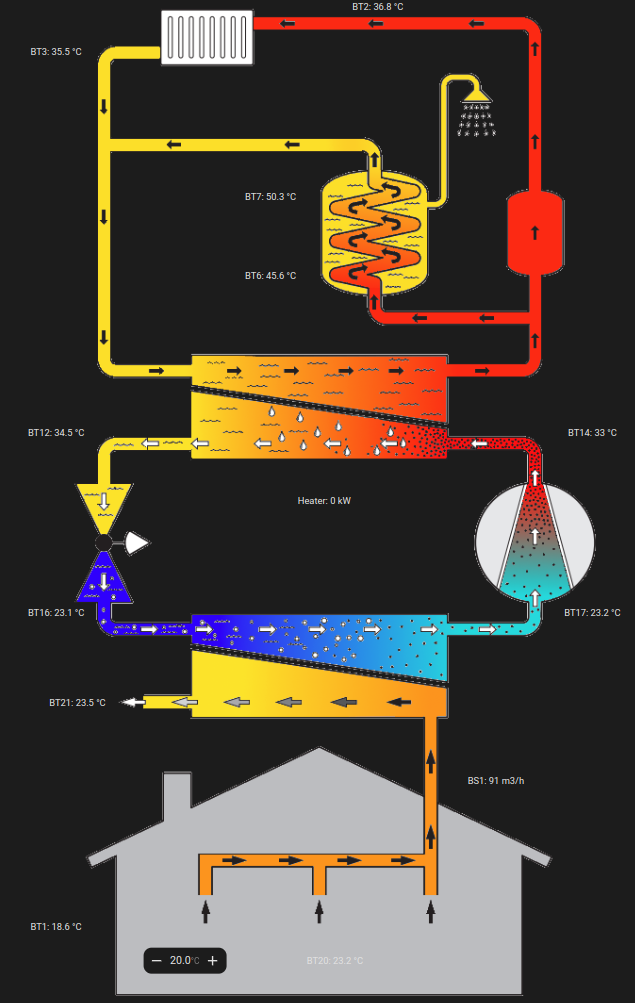 BT2: 36.8 °C
BT3: 35.5 °C
BT7: 50.3 °C
BT6: 45.6 °C
BT12: 34.5 °C
BT14: 33 °C
Heater: 0 kW
BT16: 23.1 °C
BT17: 23.2 °C
BT21: 23.5 °C
BS1: 91 m3/h
BT1: 18.6 °C
− 20.0°C +
BT20: 23.2 °C